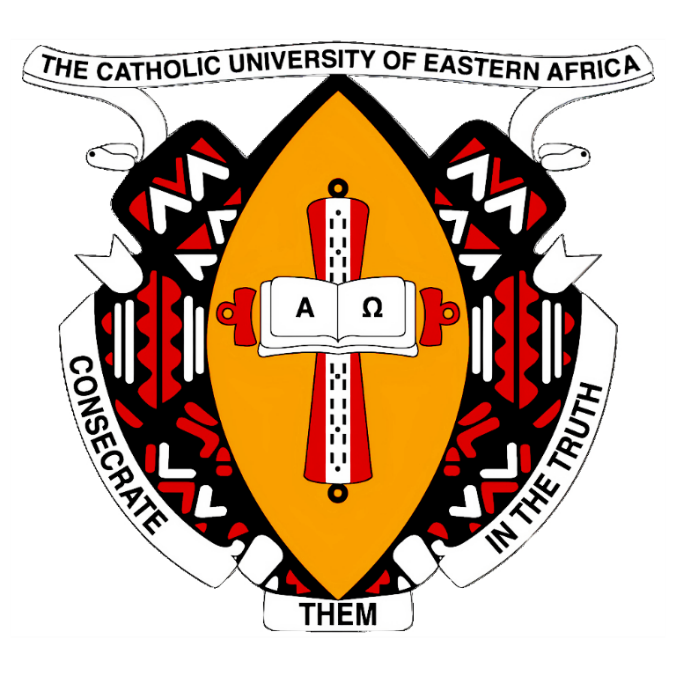 THE CATHOLIC UNIVERSITY OF EASTERN AFRICA
Α Ω
CONSECRATE
THEM
IN THE TRUTH